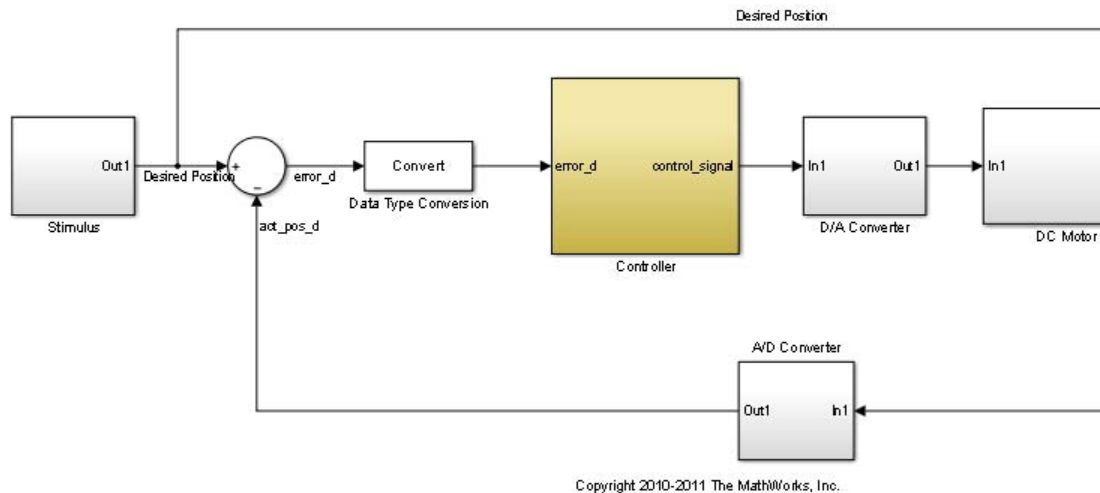 Desired Position
Out1
Desired Position
Stimulus
+
−
error_d
act_pos_d
Convert
Data Type Conversion
error_d
control_signal
Controller
In1
Out1
D/A Converter
In1
DC Motor
A/D Converter
Out1
In1
Copyright 2010-2011 The MathWorks, Inc.